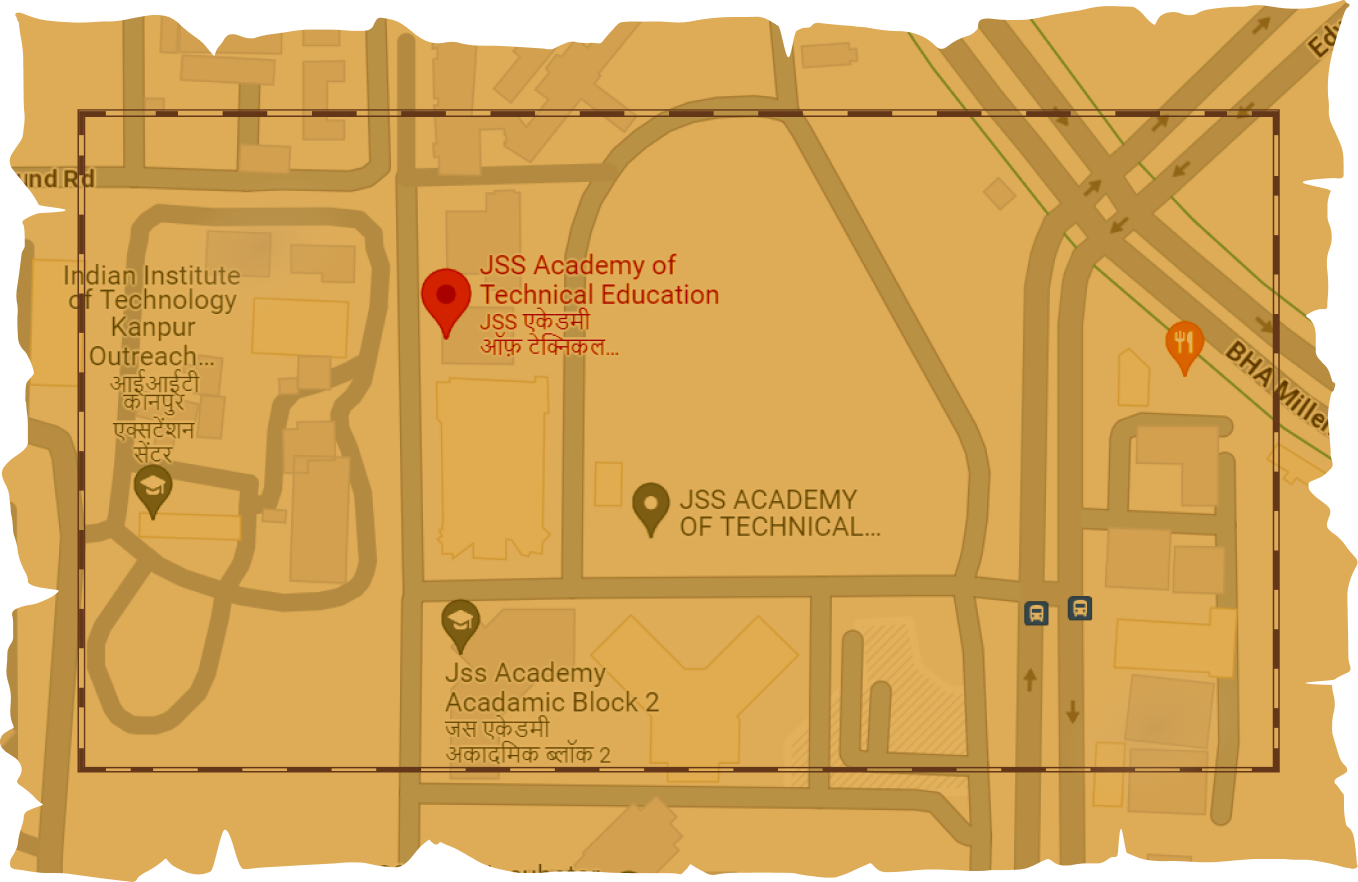 und Rd
Indian Institute
of Technology
Kanpur
Outreach...
आईआईटी
कानपुर
एक्सटेंशन
सेंटर
JSS Academy of
Technical Education
JSS एकेडमी
ऑफ़ टेक्निकल...
JSS ACADEMY
OF TECHNICAL...
Jss Academy
Acadamic Block 2
जस एकेडमी
अकादमिक ब्लॉक 2
BHA Millen
Edu